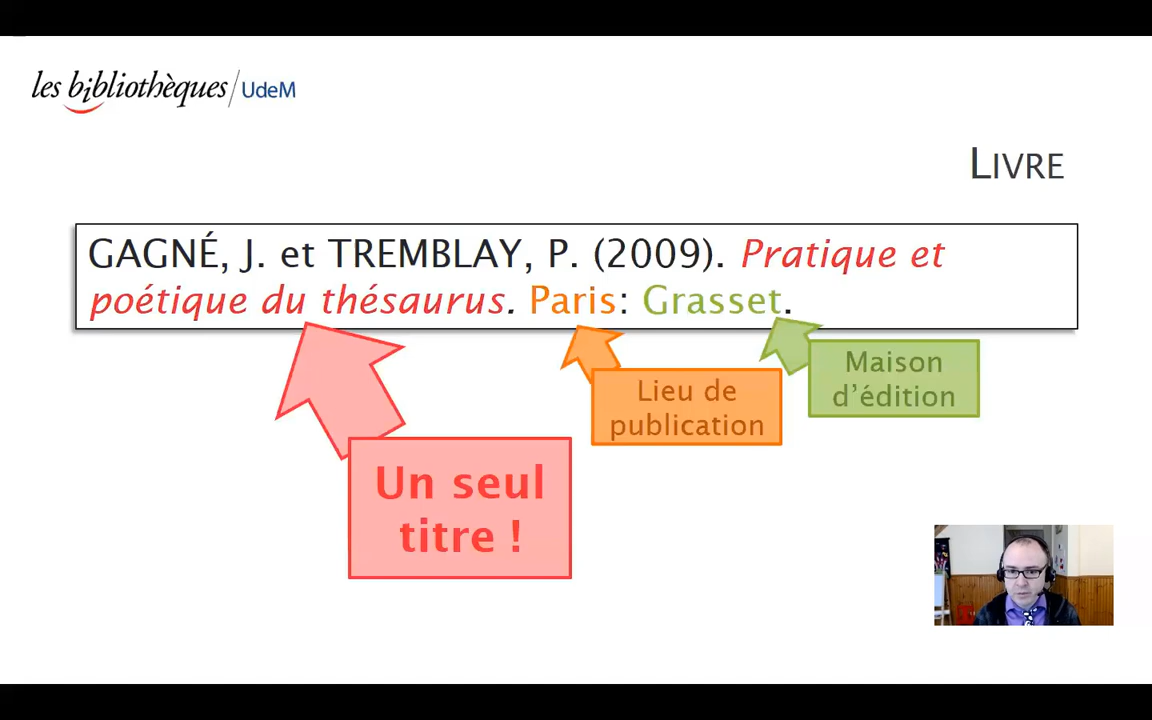 les bibliothèques/UdeM
LIVRE
GAGNÉ, J. et TREMBLAY, P. (2009). Pratique et
poétique du thésaurus. Paris: Grasset.
Maison
d'édition
Lieu de
publication
Un seul
titre !